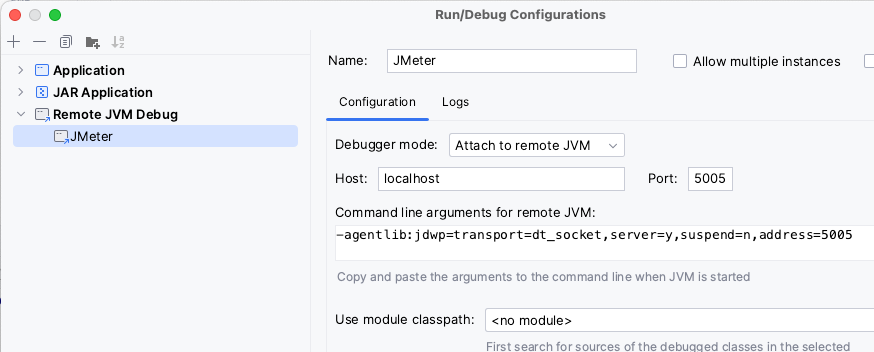 Run/Debug Configurations
Application
JAR Application
Remote JVM Debug
JMeter
Name: JMeter
Allow multiple instances
Configuration Logs
Debugger mode: Attach to remote JVM
Host: localhost Port: 5005
Command line arguments for remote JVM:
-agentlib:jdwp=transport=dt_socket,server=y,suspend=n,address=5005
Copy and paste the arguments to the command line when JVM is started
Use module classpath: <no module>
First search for sources of the debugged classes in the selected